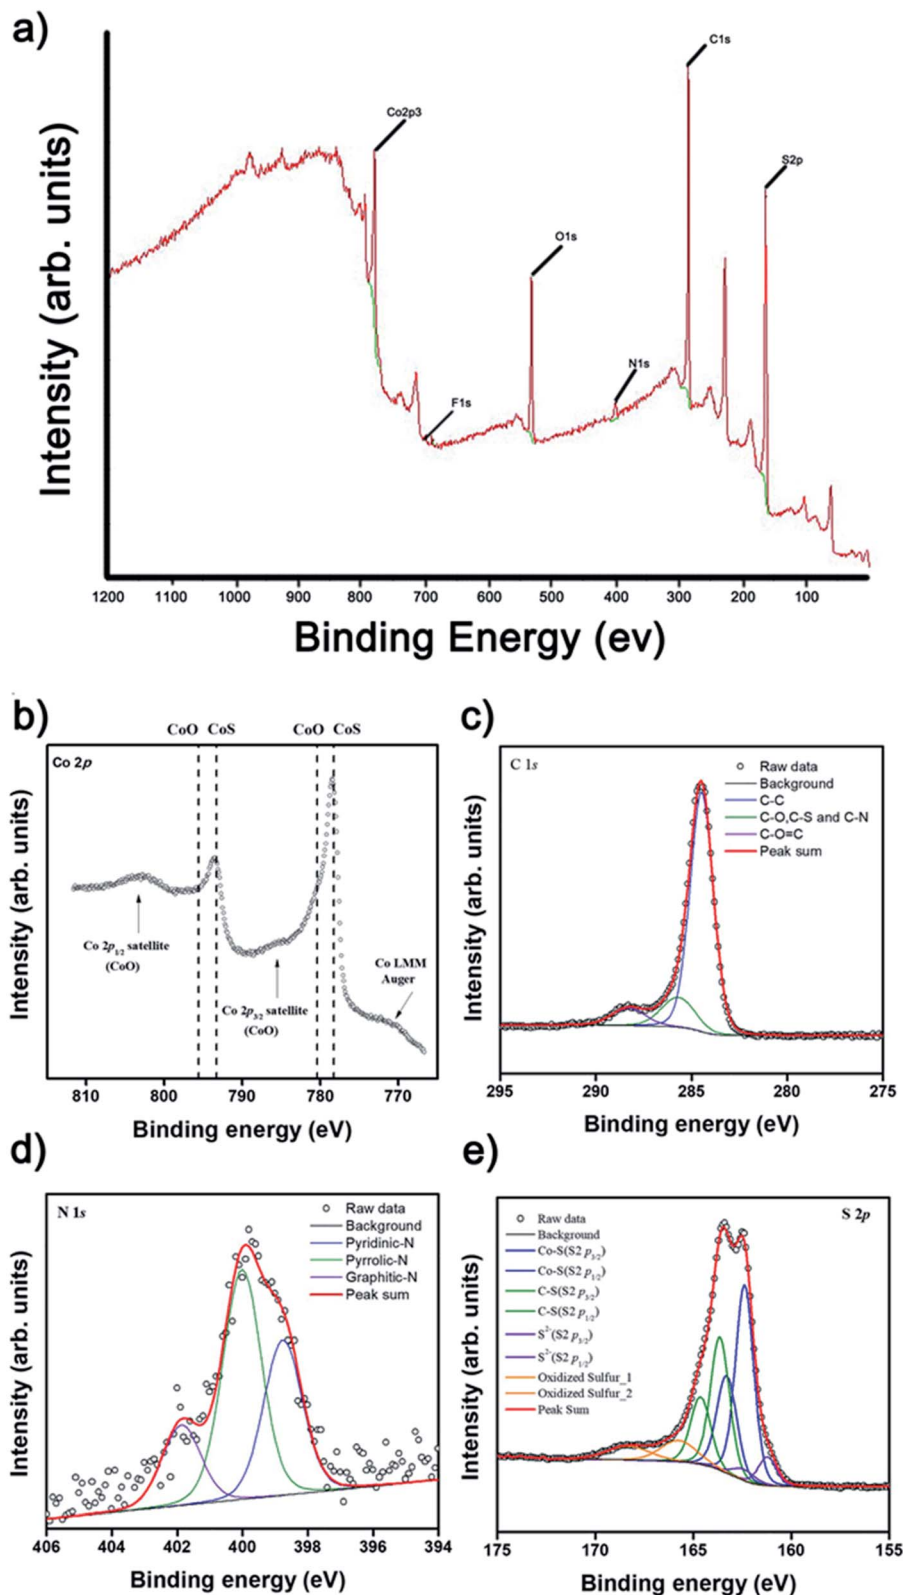 a)
C1s
Co2p3
S2p
O1s
N1s
F1s
Intensity (arb. units)
1200 1100 1000 900 800 700 600 500 400 300 200 100
Binding Energy (ev)
b)
CoO CoS CoO CoS
Co 2p
Co 2p1/2 satellite
(CoO)
Co 2p3/2 satellite
(CoO)
Co LMM
Auger
Intensity (arb. units)
810 800 790 780 770
Binding energy (eV)
c)
C 1s
Raw data
Background
C-C
C-O,C-S and C-N
C-O=C
Peak sum
Intensity (arb. units)
295 290 285 280 275
Binding energy (eV)
d)
N 1s
Raw data
Background
Pyridinic-N
Pyrrolic-N
Graphitic-N
Peak sum
Intensity (arb. units)
406 404 402 400 398 396 394
Binding energy (eV)
e)
S 2p
Raw data
Background
Co-S(S2 p3/2)
Co-S(S2 p1/2)
C-S(S2 p3/2)
C-S(S2 p1/2)
S2-(S2 p3/2)
S2-(S2 p1/2)
Oxidized Sulfur_1
Oxidized Sulfur_2
Peak Sum
Intensity (arb. units)
175 170 165 160 155
Binding energy (eV)